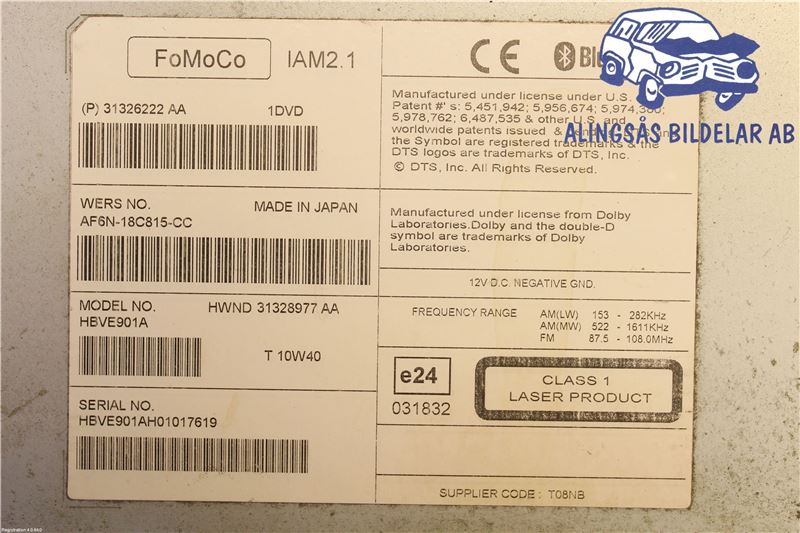 FoMoCo IAM2.1
(P) 31326222 AA 1DVD
WERS NO. MADE IN JAPAN
AF6N-18C815-CC
MODEL NO. HWND 31328977 AA
HBVE901A
T 10W40
SERIAL NO.
HBVE901AH01017619
CE
Manufactured under license under U.S.
Patent #' s: 5,451,942; 5,956,674; 5,974,380;
5,978,762; 6,487,535 & other U.S. and
worldwide patents issued & pending. DTS and
the Symbol are registered trademarks & the
DTS logos are trademarks of DTS, Inc.
© DTS, Inc. All Rights Reserved.
ALINGSÅS BILDELAR AB
Manufactured under license from Dolby
Laboratories.Dolby and the double-D
symbol are trademarks of Dolby
Laboratories.
12V D.C. NEGATIVE GND.
FREQUENCY RANGE AM(LW) 153 - 282KHz
AM(MW) 522 - 1611KHz
FM 87.5 - 108.0MHz
e24
031832
CLASS 1
LASER PRODUCT
SUPPLIER CODE : T08NB